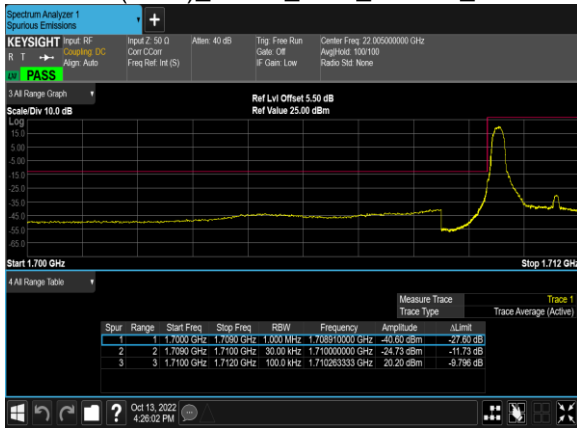 Spectrum Analyzer 1
Spurious Emissions
+
KEYSIGHT Input: RF
R T
Coupling: DC
Align: Auto
Input Z: 50 Ω
Corr CCorr
Freq Ref: Int (S)
Atten: 40 dB
Trig: Free Run
Gate: Off
IF Gain: Low
Center Freq: 22.005000000 GHz
Avg|Hold: 100/100
Radio Std: None
PASS
3 All Range Graph
Scale/Div 10.0 dB
Ref Lvl Offset 5.50 dB
Ref Value 25.00 dBm
Log
15.0
5.00
-5.00
-15.0
-25.0
-35.0
-45.0
-55.0
-65.0
Start 1.700 GHz
Stop 1.712 GHz
4 All Range Table
Measure Trace Trace 1
Trace Type Trace Average (Active)
Spur Range Start Freq Stop Freq RBW Frequency Amplitude ΔLimit
1 1 1.7000 GHz 1.7090 GHz 1.000 MHz 1.708910000 GHz -40.60 dBm -27.60 dB
2 2 1.7090 GHz 1.7100 GHz 30.00 kHz 1.710000000 GHz -24.73 dBm -11.73 dB
3 3 1.7100 GHz 1.7120 GHz 100.0 kHz 1.710263333 GHz 20.20 dBm -9.796 dB
?
Oct 13, 2022
4:26:02 PM